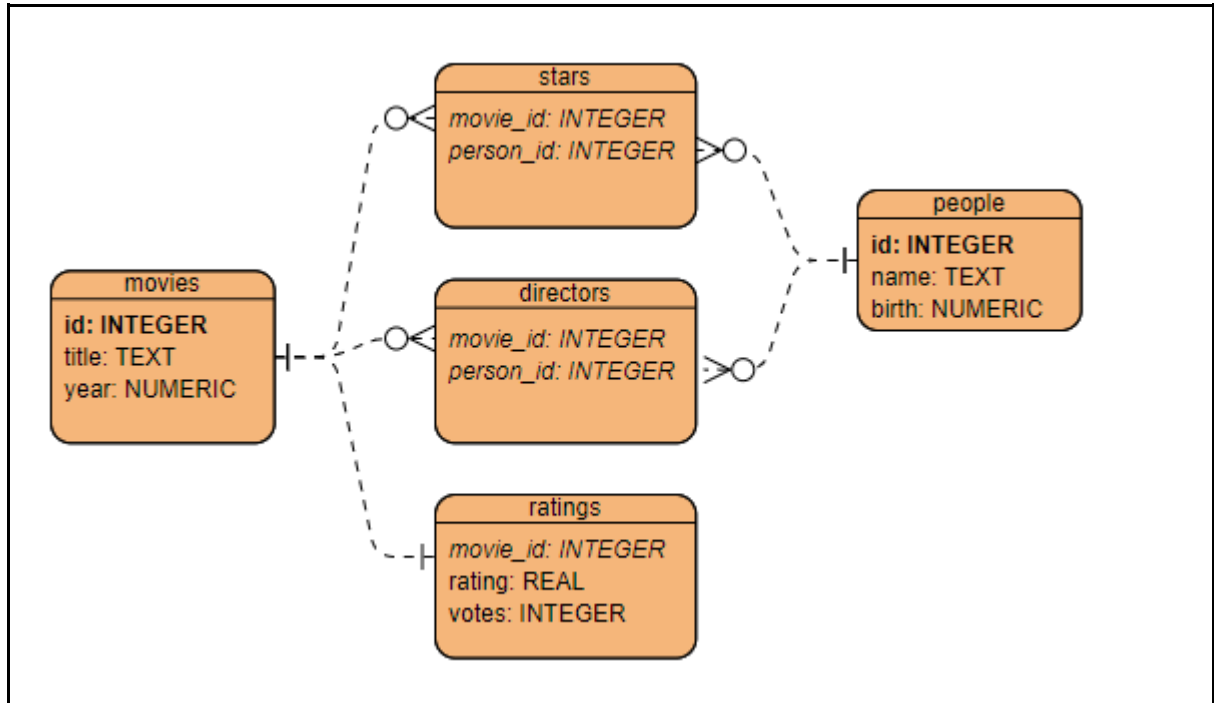 stars
movie_id: INTEGER
person_id: INTEGER
people
id: INTEGER
name: TEXT
birth: NUMERIC
movies
id: INTEGER
title: TEXT
year: NUMERIC
directors
movie_id: INTEGER
person_id: INTEGER
ratings
movie_id: INTEGER
rating: REAL
votes: INTEGER